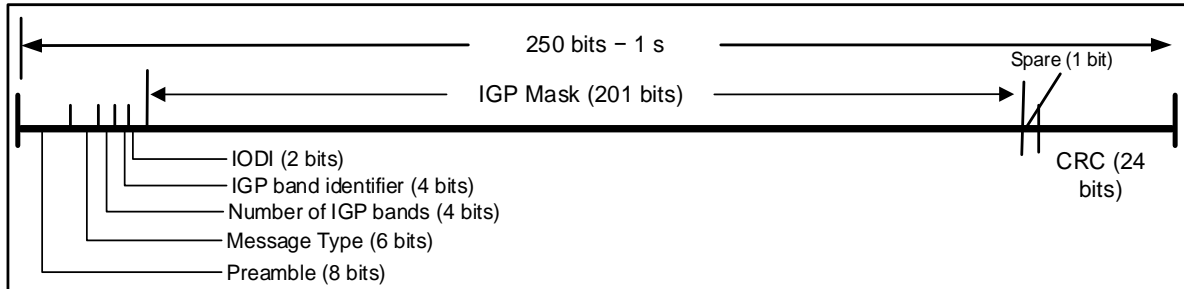 250 bits – 1 s
Spare (1 bit)
IGP Mask (201 bits)
IODI (2 bits)
CRC (24
bits)
IGP band identifier (4 bits)
Number of IGP bands (4 bits)
Message Type (6 bits)
Preamble (8 bits)